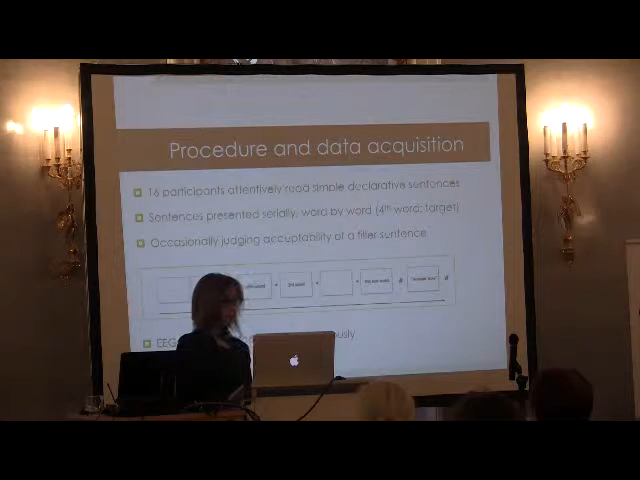 Procedure and data acquisition
16 participants attentively read simple declarative sentences
Sentences presented serially, word by word (4th word: target)
Occasionally judging acceptability of a filler sentence
EEG